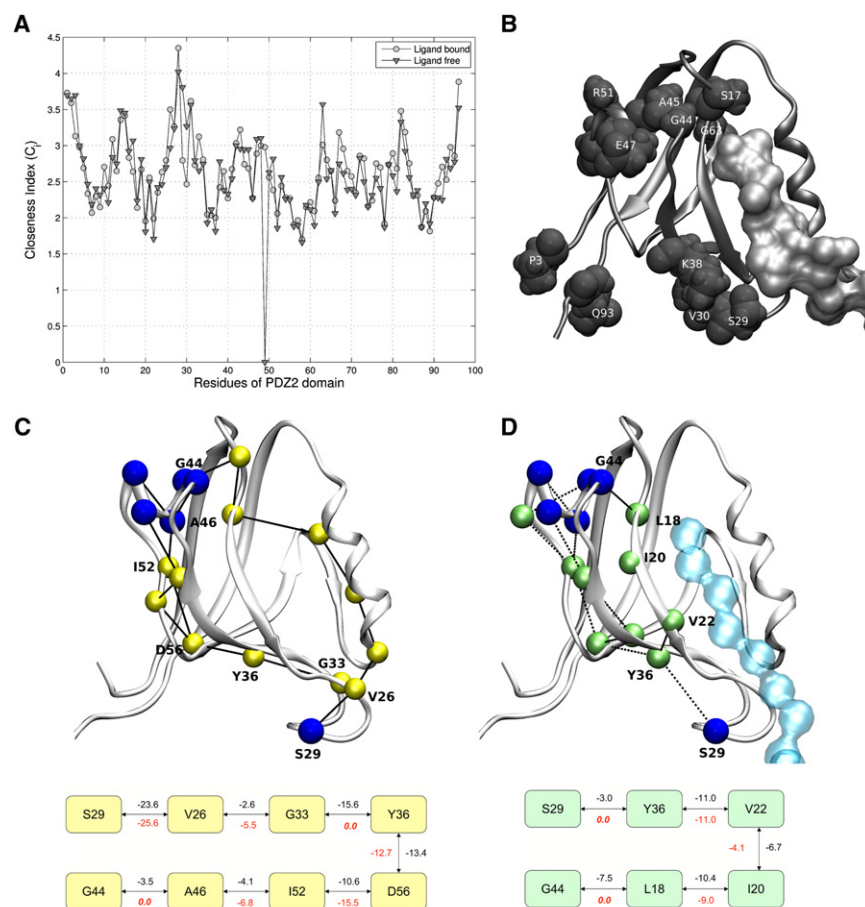 A
Closeness Index (Cᵢ)
4.5
4
3.5
3
2.5
2
1.5
1
0.5
0
0 10 20 30 40 50 60 70 80 90 100
Residues of PDZ2 domain
Ligand bound
Ligand free
B
R51
A45
S17
G44
G63
E47
P3
K38
Q93
V30
S29
C
G44
A46
I52
D56
G33
Y36
V26
S29
S29 -23.6 V26 -2.6 G33 -15.6 Y36
-25.6 -5.5 0.0
-12.7 -13.4
G44 -3.5 A46 -4.1 I52 -10.6 D56
0.0 -6.8 -15.5
D
G44
L18
I20
V22
Y36
S29
S29 -3.0 Y36 -11.0 V22
0.0 -11.0
-4.1 -6.7
G44 -7.5 L18 -10.4 I20
0.0 -9.0